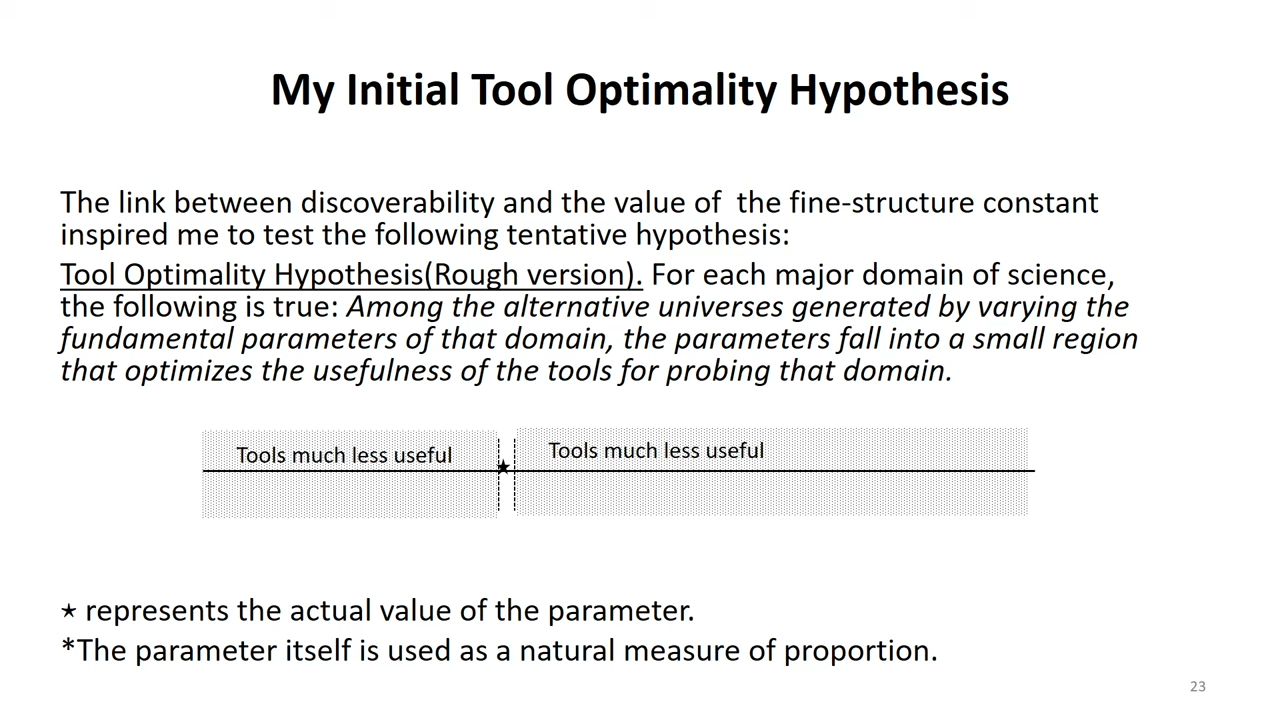 My Initial Tool Optimality Hypothesis
The link between discoverability and the value of  the fine-structure constant
inspired me to test the following tentative hypothesis:
Tool Optimality Hypothesis(Rough version). For each major domain of science,
the following is true: Among the alternative universes generated by varying the
fundamental parameters of that domain, the parameters fall into a small region
that optimizes the usefulness of the tools for probing that domain.
Tools much less useful
Tools much less useful
⋆ represents the actual value of the parameter.
*The parameter itself is used as a natural measure of proportion.
23